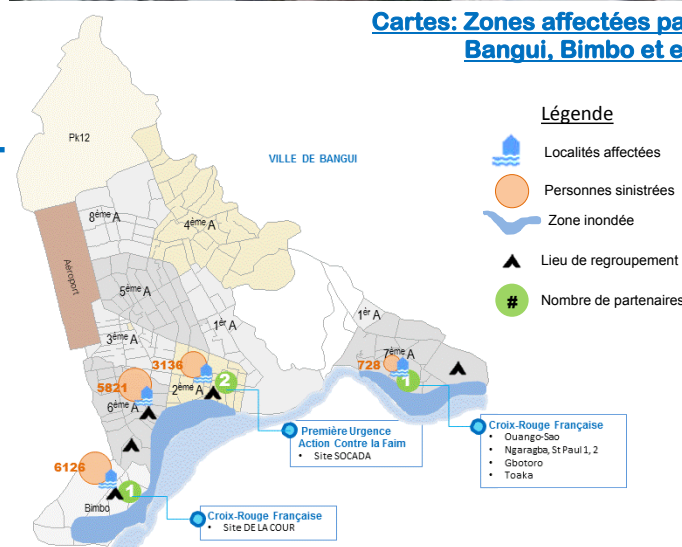 Cartes: Zones affectées pa
Bangui, Bimbo et e
Légende
Localités affectées
Personnes sinistrées
Zone inondée
Lieu de regroupement
# Nombre de partenaires
VILLE DE BANGUI
Pk12
8ème A
4ème A
Aéroport
5ème A
1èr A
3ème A
1èr A
3136
2ème A
2
5821
6ème A
728
7ème A
1
6126
Bimbo
1
Première Urgence
Action Contre la Faim
• Site SOCADA
Croix-Rouge Française
• Ouango-Sao
• Ngaragba, St Paul 1, 2
• Gbotoro
• Toaka
Croix-Rouge Française
• Site DE LA COUR